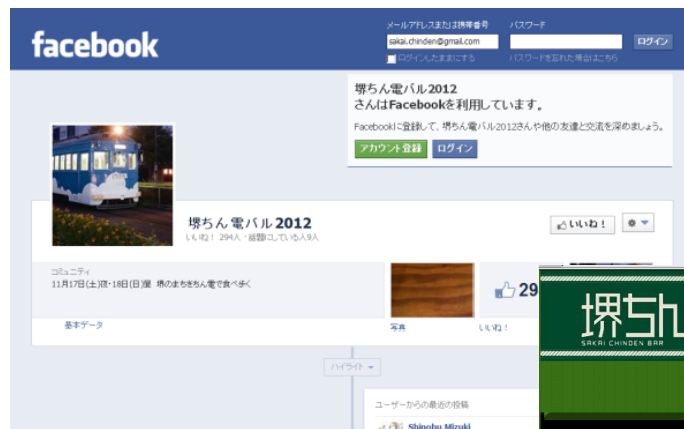 facebook
メールアドレスまたは携帯番号
パスワード
sakai.chinden@gmail.com
ログイン
ログインしたままにする
パスワードを忘れた場合はこちら
堺ちん電バル2012
さんはFacebookを利用しています。
Facebookに登録して、堺ちん電バル2012さんや他の友達と交流を深めましょう。
アカウント登録
ログイン
堺ちん電バル2012
いいね！ 294人・話題にしている人9人
いいね！
コミュニティ
11月17日(土)夜・18日(日)昼 堺のまちをちん電で食べ歩く
29
基本データ
写真
いいね！
堺ちん
SAKAI CHINDEN BAR
ハイライト
ユーザーからの最近の投稿
Shinobu Mizuki